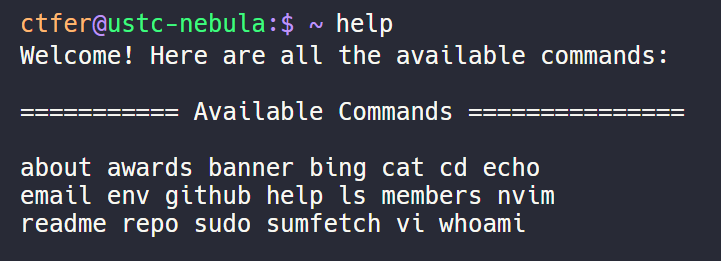 ctfer@ustc-nebula:$ ~ help
Welcome! Here are all the available commands:
=========== Available Commands ===============
about awards banner bing cat cd echo
email env github help ls members nvim
readme repo sudo sumfetch vi whoami